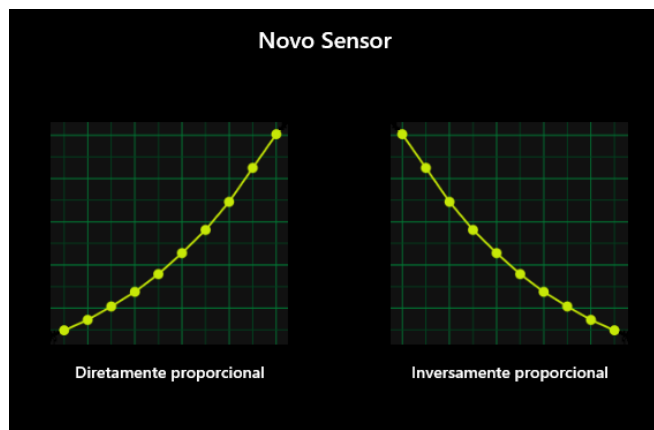 Novo Sensor
Diretamente proporcional
Inversamente proporcional